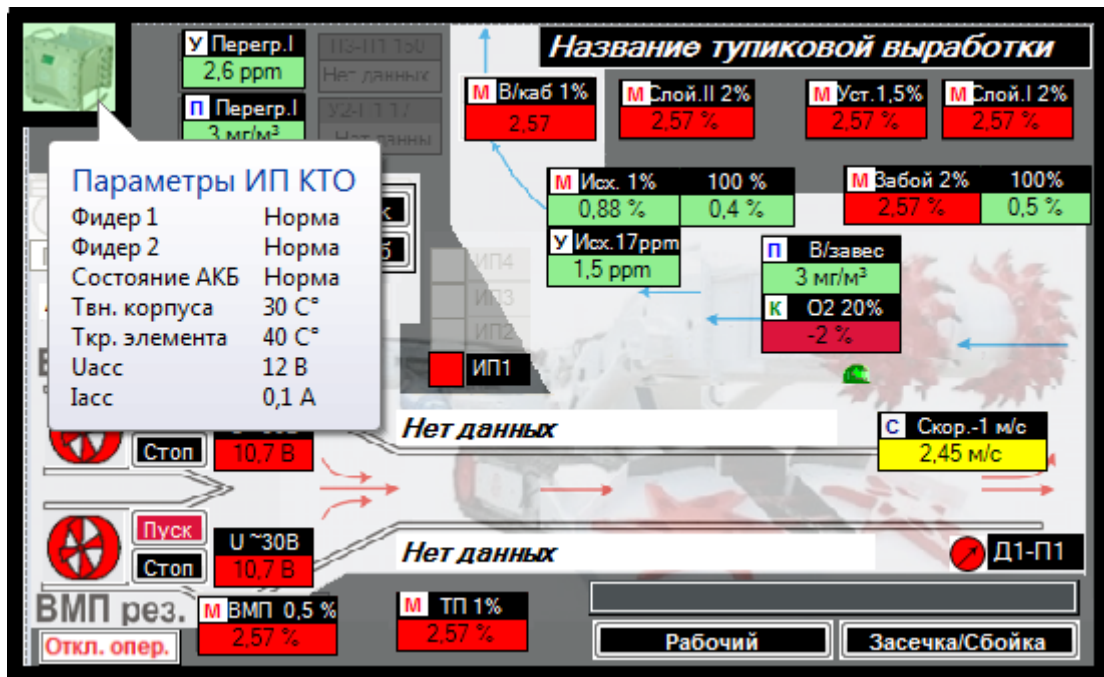 Название тупиковой выработки
У Перегр.I
2,6 ppm
П Перегр.I
3 мг/м³
ПЗ-П1 150
Нет данных
Нет данны
М В/каб 1%
2,57
М Слой.II 2%
2,57 %
М Уст.1,5%
2,57 %
М Слой.I 2%
2,57 %
Параметры ИП КТО
Фидер 1 Норма
Фидер 2 Норма
Состояние АКБ Норма
Твн. корпуса 30 C°
Ткр. элемента 40 C°
Uacc 12 В
Iacc 0,1 А
М Исх. 1% 100 %
0,88 % 0,4 %
У Исх.17ppm
1,5 ppm
М Забой 2% 100%
2,57 % 0,5 %
П В/завес
3 мг/м³
К O2 20%
-2 %
ИП4
ИП3
ИП2
ИП1
Нет данных
С Скор.-1 м/с
2,45 м/с
Стоп
10,7 В
Пуск
Стоп
U ~30В
10,7 В
Нет данных
Д1-П1
ВМП рез.
Откл. опер.
М ВМП 0,5 %
2,57 %
М ТП 1%
2,57 %
Рабочий
Засечка/Сбойка